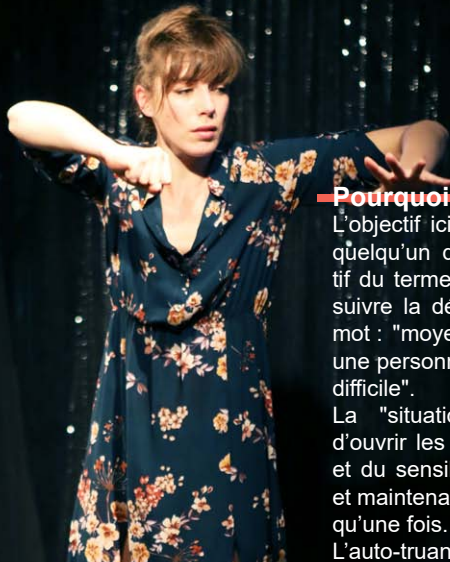 Pourquoi
L'objectif ici
quelqu'un
tif du terme
suivre la dé
mot : "moye
une personn
difficile".
La "situatio
d'ouvrir les
et du sensi
et maintena
qu'une fois.
L'auto-truan